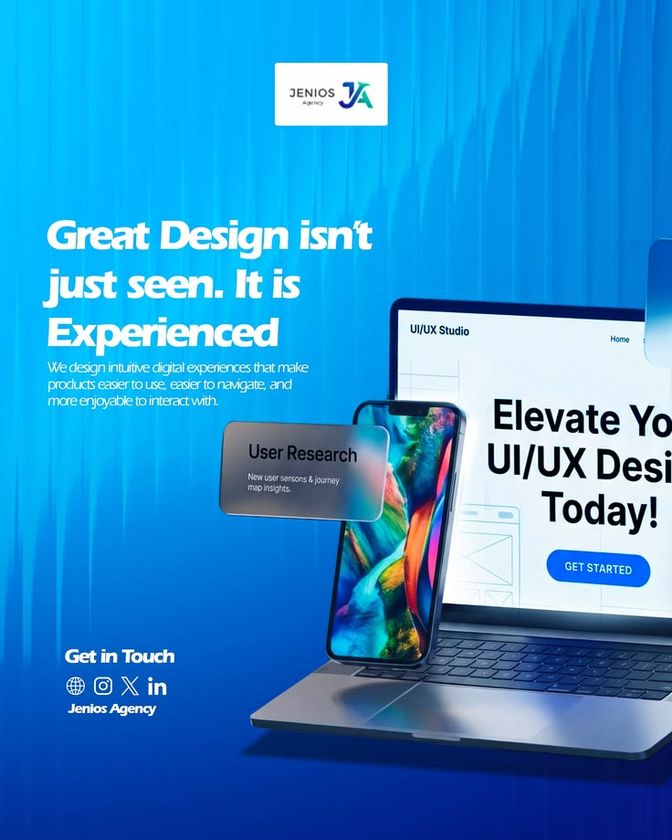 JENIOS
Agency
JA
Great Design isn't
just seen. It is
Experienced
We design intuitive digital experiences that make
products easier to use, easier to navigate, and
more enjoyable to interact with.
UI/UX Studio
Home
Elevate Yo
UI/UX Desi
Today!
GET STARTED
User Research
New user sensons & journey
map insights.
Get in Touch
Jenios Agency